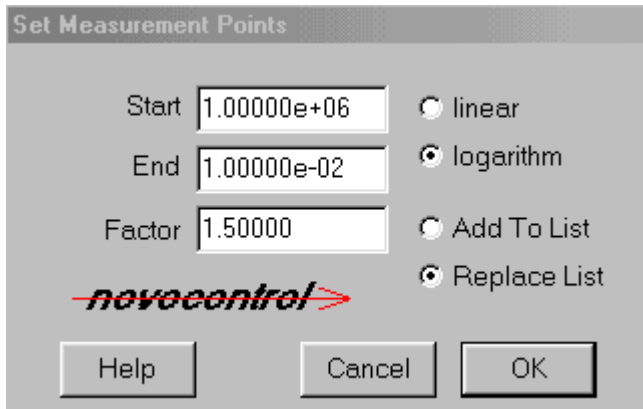 Set Measurement Points
Start 1.00000e+06
linear
End 1.00000e-02
logarithm
Factor 1.50000
Add To List
Replace List
novocontrol
Help Cancel OK